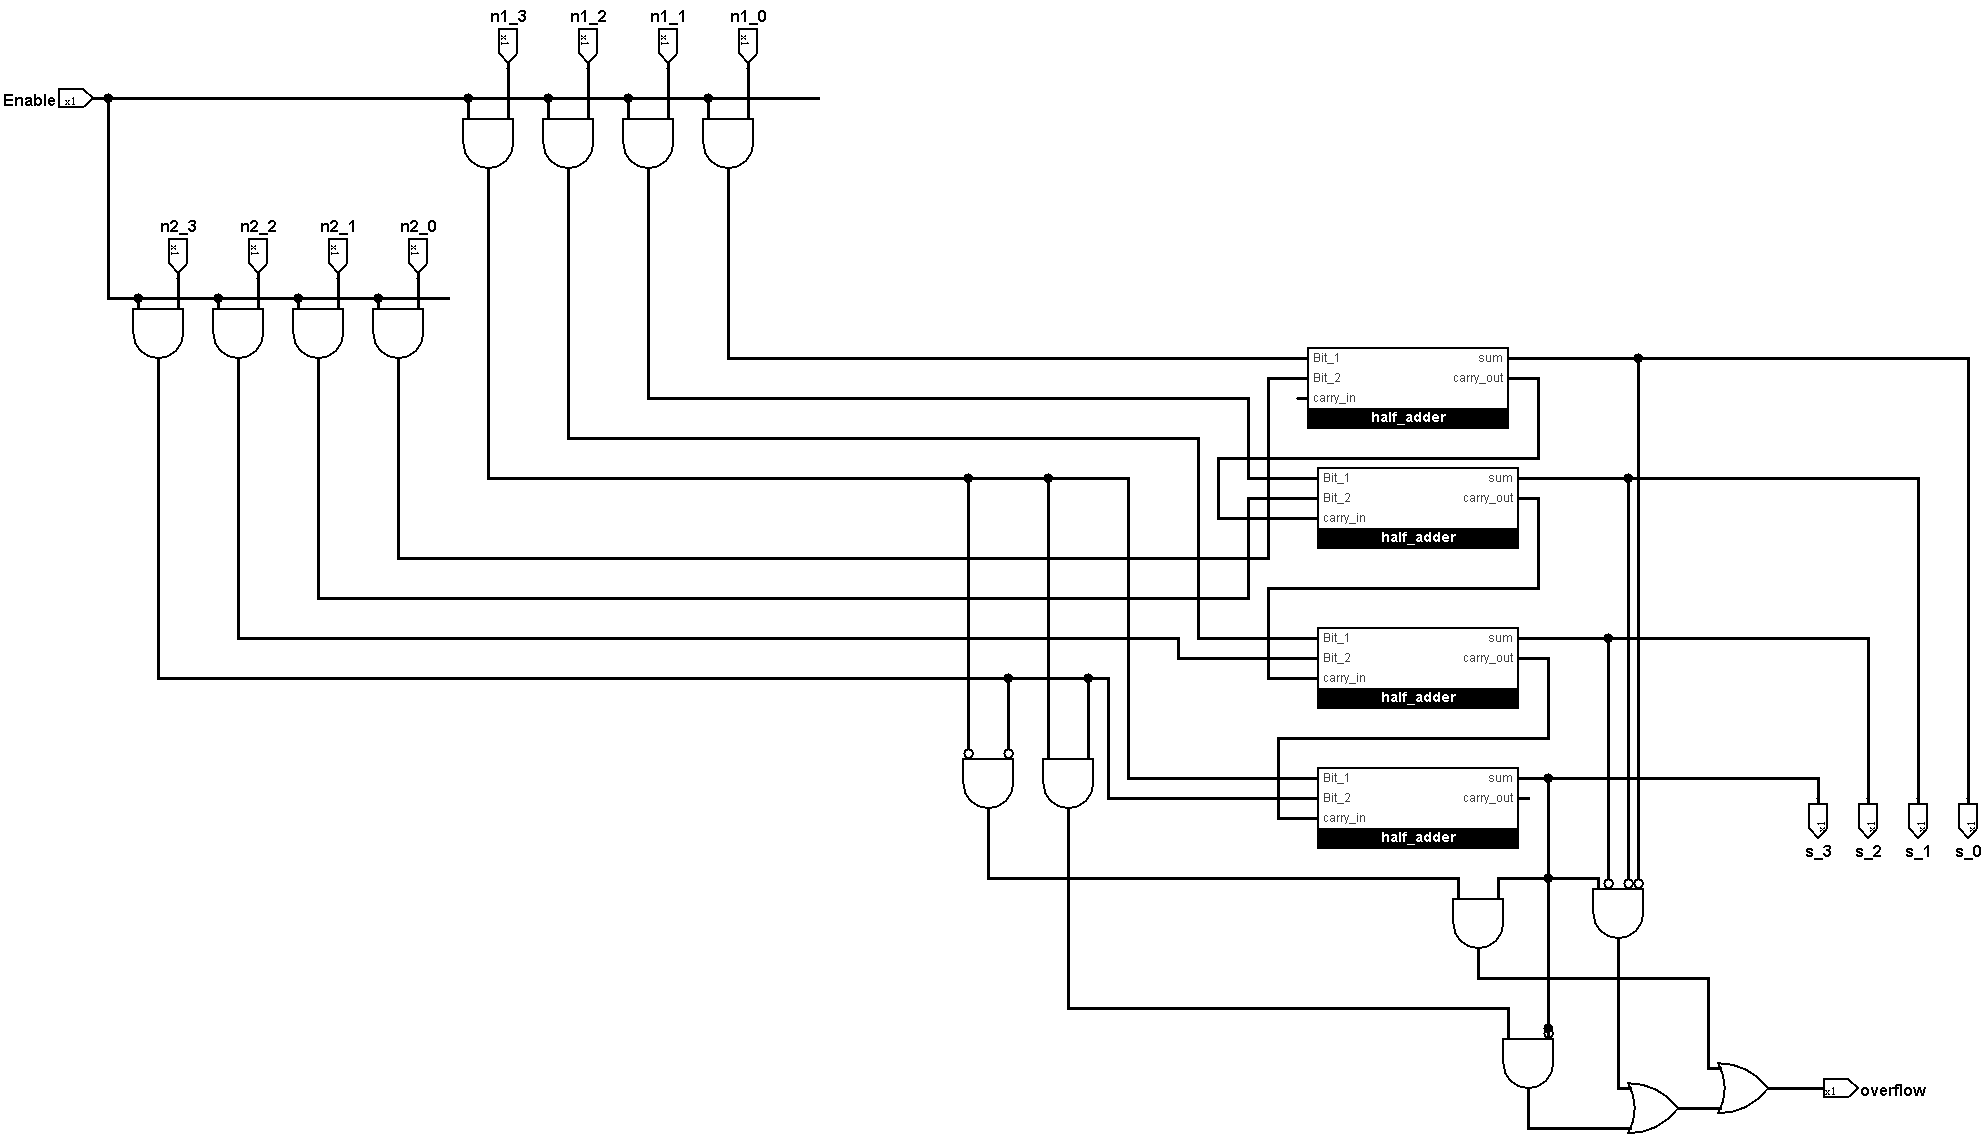 n1_3 n1_2 n1_1 n1_0
x1 x1 x1 x1
Enable x1
n2_3 n2_2 n2_1 n2_0
x1 x1 x1 x1
Bit_1 sum
Bit_2 carry_out
carry_in
half_adder
Bit_1 sum
Bit_2 carry_out
carry_in
half_adder
Bit_1 sum
Bit_2 carry_out
carry_in
half_adder
Bit_1 sum
Bit_2 carry_out
carry_in
half_adder
x1 x1 x1 x1
s_3 s_2 s_1 s_0
x1 overflow